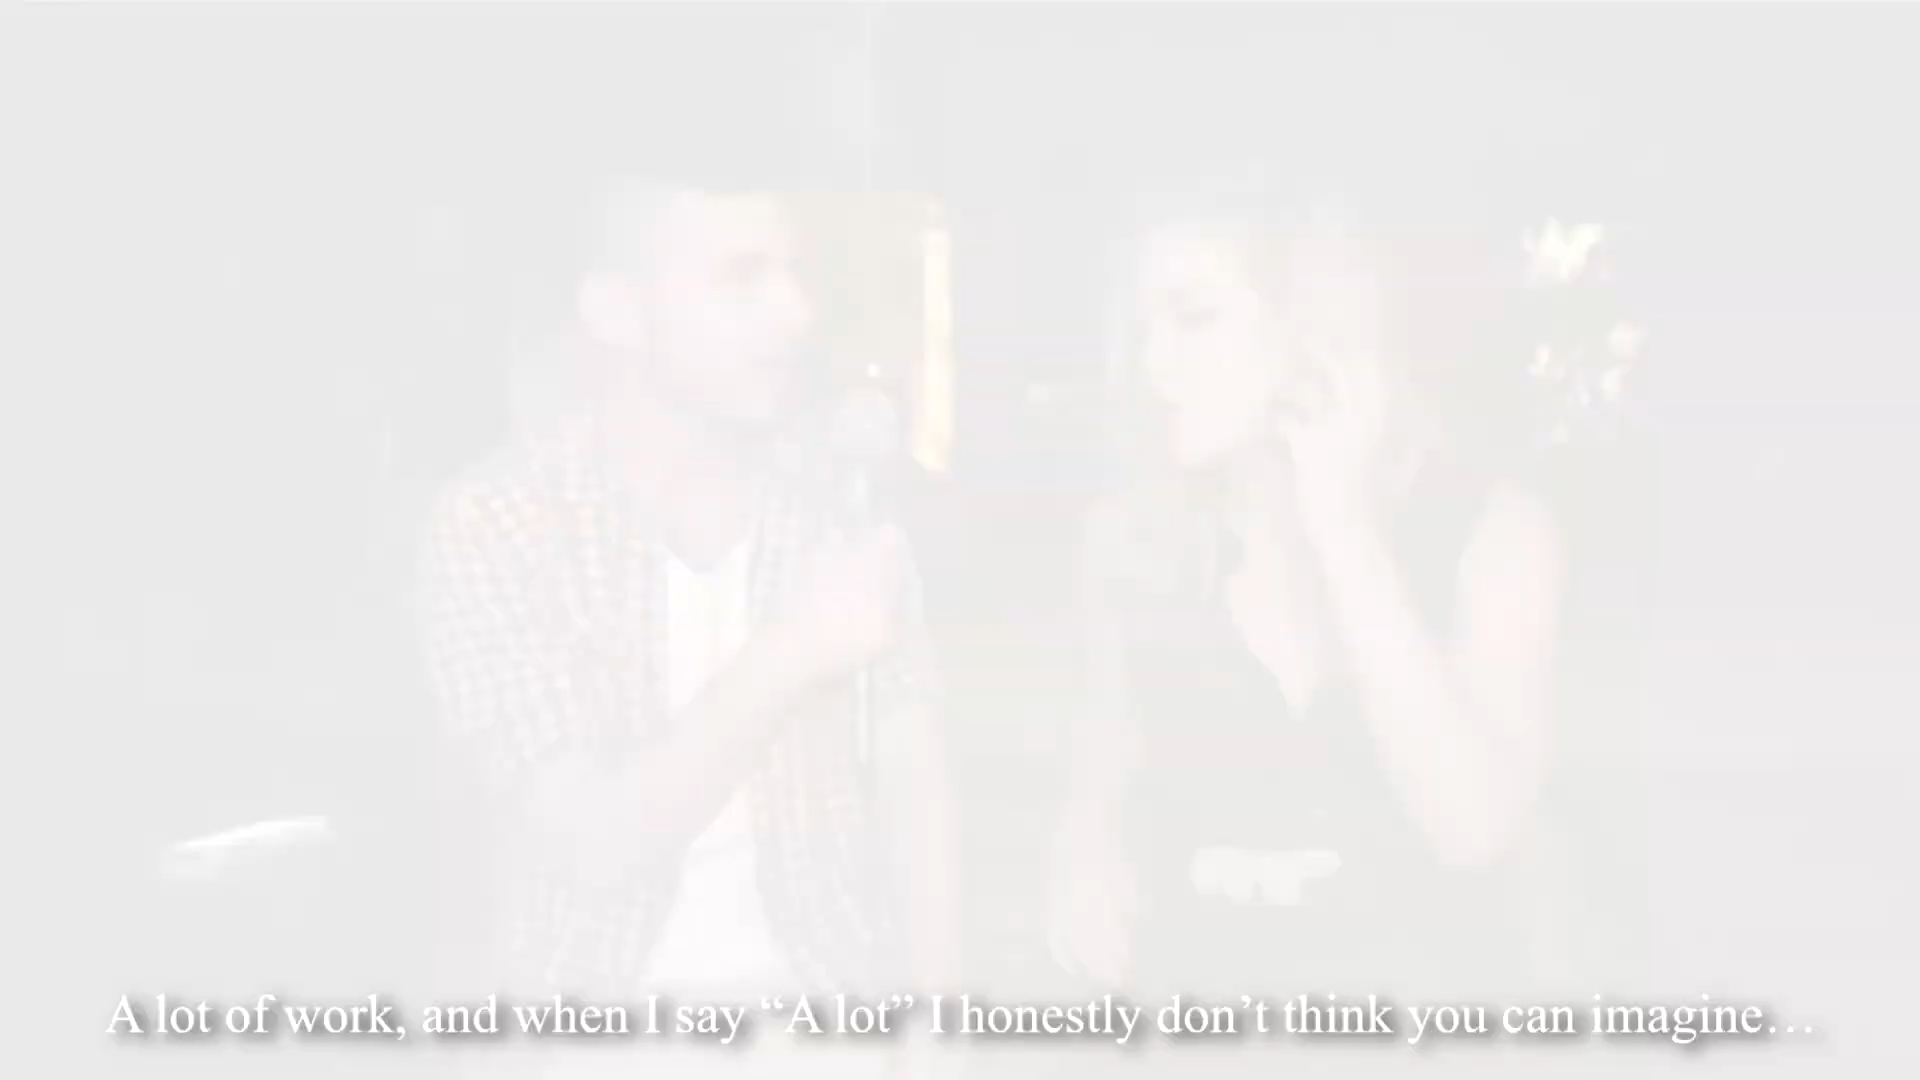 A lot of work, and when I say “A lot” I honestly don’t think you can imagine…